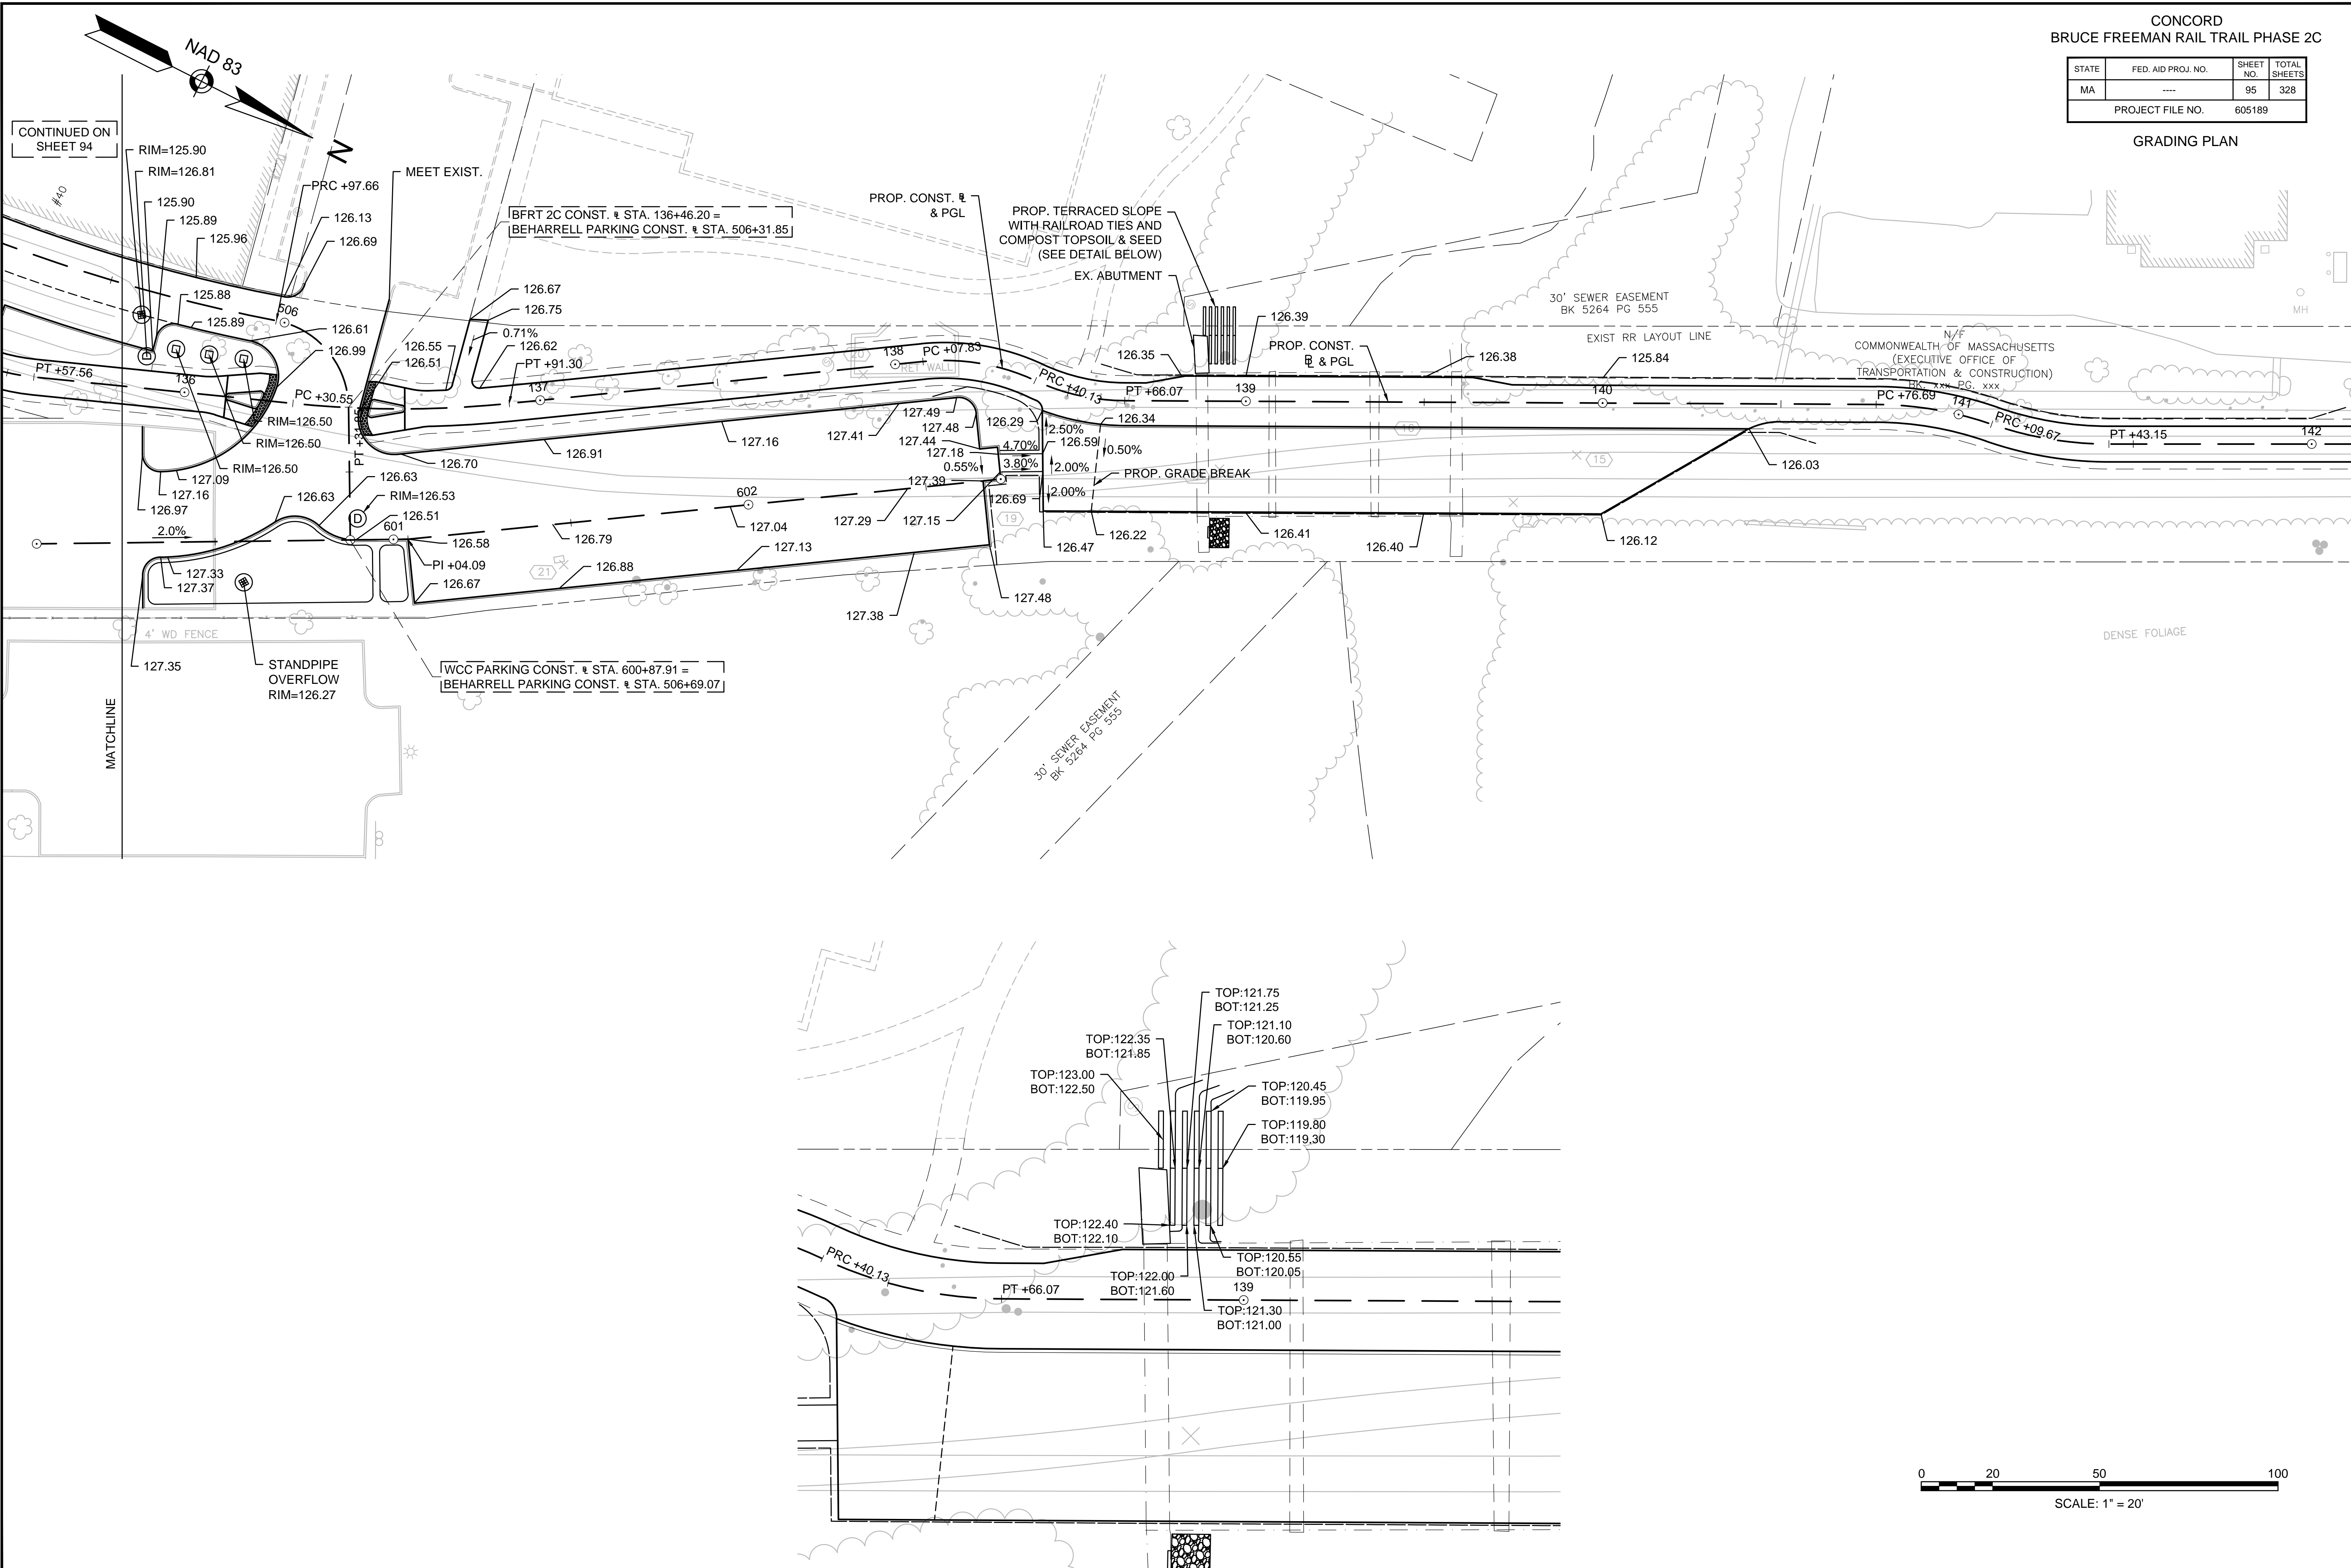 CONCORD
BRUCE FREEMAN RAIL TRAIL PHASE 2C
STATE
FED. AID PROJ. NO.
SHEET NO.
TOTAL SHEETS
MA
----
95
328
PROJECT FILE NO.
605189
GRADING PLAN
NAD 83
N
CONTINUED ON
SHEET 94
#40
RIM=125.90
RIM=126.81
125.90
125.89
125.96
PRC +97.66
126.13
126.69
MEET EXIST.
BFRT 2C CONST. ℄ STA. 136+46.20 =
BEHARRELL PARKING CONST. ℄ STA. 506+31.85
125.88
125.89
506
126.61
126.99
126.55
126.51
126.67
126.75
0.71%
126.62
PT +91.30
137
PT +57.56
136
PC +30.55
PT +31.85
RIM=126.50
RIM=126.50
RIM=126.50
127.09
127.16
126.97
2.0%
126.63
126.63
RIM=126.53
D
126.51
601
126.58
PI +04.09
126.67
127.33
127.37
127.35
4' WD FENCE
STANDPIPE
OVERFLOW
RIM=126.27
MATCHLINE
WCC PARKING CONST. ℄ STA. 600+87.91 =
BEHARRELL PARKING CONST. ℄ STA. 506+69.07
126.70
126.91
127.16
127.41
602
127.04
126.79
127.29
127.13
126.88
21
127.38
PROP. CONST. ℄
& PGL
PROP. TERRACED SLOPE
WITH RAILROAD TIES AND
COMPOST TOPSOIL & SEED
(SEE DETAIL BELOW)
EX. ABUTMENT
20
RET WALL
138
PC +07.83
PRC +40.13
PT +66.07
126.35
139
126.39
PROP. CONST.
℄ & PGL
126.38
127.49
127.48
127.44
127.18
0.55%
127.39
127.15
126.29
2.50%
4.70%
126.59
3.80%
2.00%
126.34
0.50%
PROP. GRADE BREAK
126.69
2.00%
19
126.47
127.48
126.22
126.41
126.40
126.12
126.03
18
15
17
30' SEWER EASEMENT
BK 5264 PG 555
EXIST RR LAYOUT LINE
125.84
140
N/F
COMMONWEALTH OF MASSACHUSETTS
(EXECUTIVE OFFICE OF
TRANSPORTATION & CONSTRUCTION)
BK. xxx PG. xxx
PC +76.69
141
PRC +09.67
PT +43.15
142
MH
DENSE FOLIAGE
30' SEWER EASEMENT
BK 5264 PG 555
TOP:121.75
BOT:121.25
TOP:121.10
BOT:120.60
TOP:122.35
BOT:121.85
TOP:123.00
BOT:122.50
TOP:120.45
BOT:119.95
TOP:119.80
BOT:119.30
TOP:122.40
BOT:122.10
TOP:120.55
BOT:120.05
TOP:122.00
BOT:121.60
TOP:121.30
BOT:121.00
PRC +40.13
PT +66.07
139
0 20 50 100
SCALE: 1" = 20'